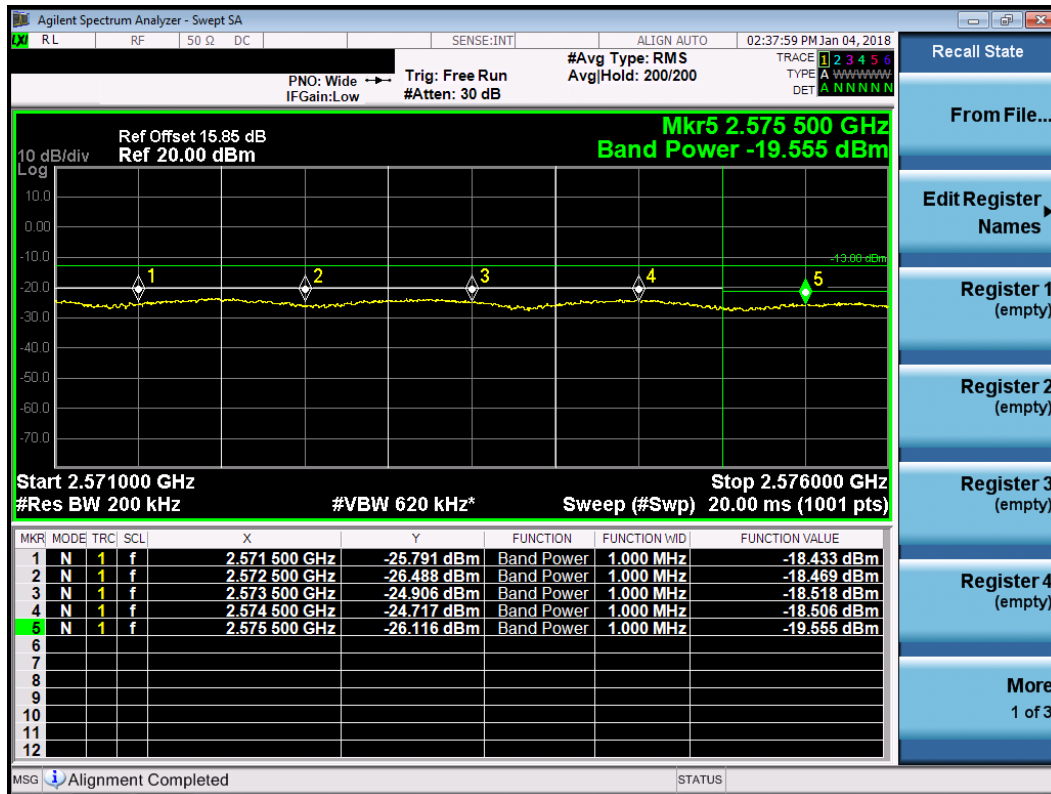 Agilent Spectrum Analyzer - Swept SA
LXI RL RF 50 Ω DC SENSE:INT ALIGN AUTO 02:37:59 PM Jan 04, 2018
PNO: Wide Trig: Free Run #Avg Type: RMS TRACE 1 2 3 4 5 6
IFGain:Low #Atten: 30 dB Avg|Hold: 200/200 TYPE A WWWWW
DET A N N N N N
Ref Offset 15.85 dB Mkr5 2.575 500 GHz
10 dB/div Ref 20.00 dBm Band Power -19.555 dBm
Log
10.0
0.00
-10.0
-13.00 dBm
1 2 3 4 5
-20.0
-30.0
-40.0
-50.0
-60.0
-70.0
Start 2.571000 GHz Stop 2.576000 GHz
#Res BW 200 kHz #VBW 620 kHz* Sweep (#Swp) 20.00 ms (1001 pts)
MKR MODE TRC SCL X Y FUNCTION FUNCTION WID FUNCTION VALUE
1 N 1 f 2.571 500 GHz -25.791 dBm Band Power 1.000 MHz -18.433 dBm
2 N 1 f 2.572 500 GHz -26.488 dBm Band Power 1.000 MHz -18.469 dBm
3 N 1 f 2.573 500 GHz -24.906 dBm Band Power 1.000 MHz -18.518 dBm
4 N 1 f 2.574 500 GHz -24.717 dBm Band Power 1.000 MHz -18.506 dBm
5 N 1 f 2.575 500 GHz -26.116 dBm Band Power 1.000 MHz -19.555 dBm
6
7
8
9
10
11
12
MSG Alignment Completed STATUS
Recall State
From File...
Edit Register
Names
Register 1
(empty)
Register 2
(empty)
Register 3
(empty)
Register 4
(empty)
More
1 of 3